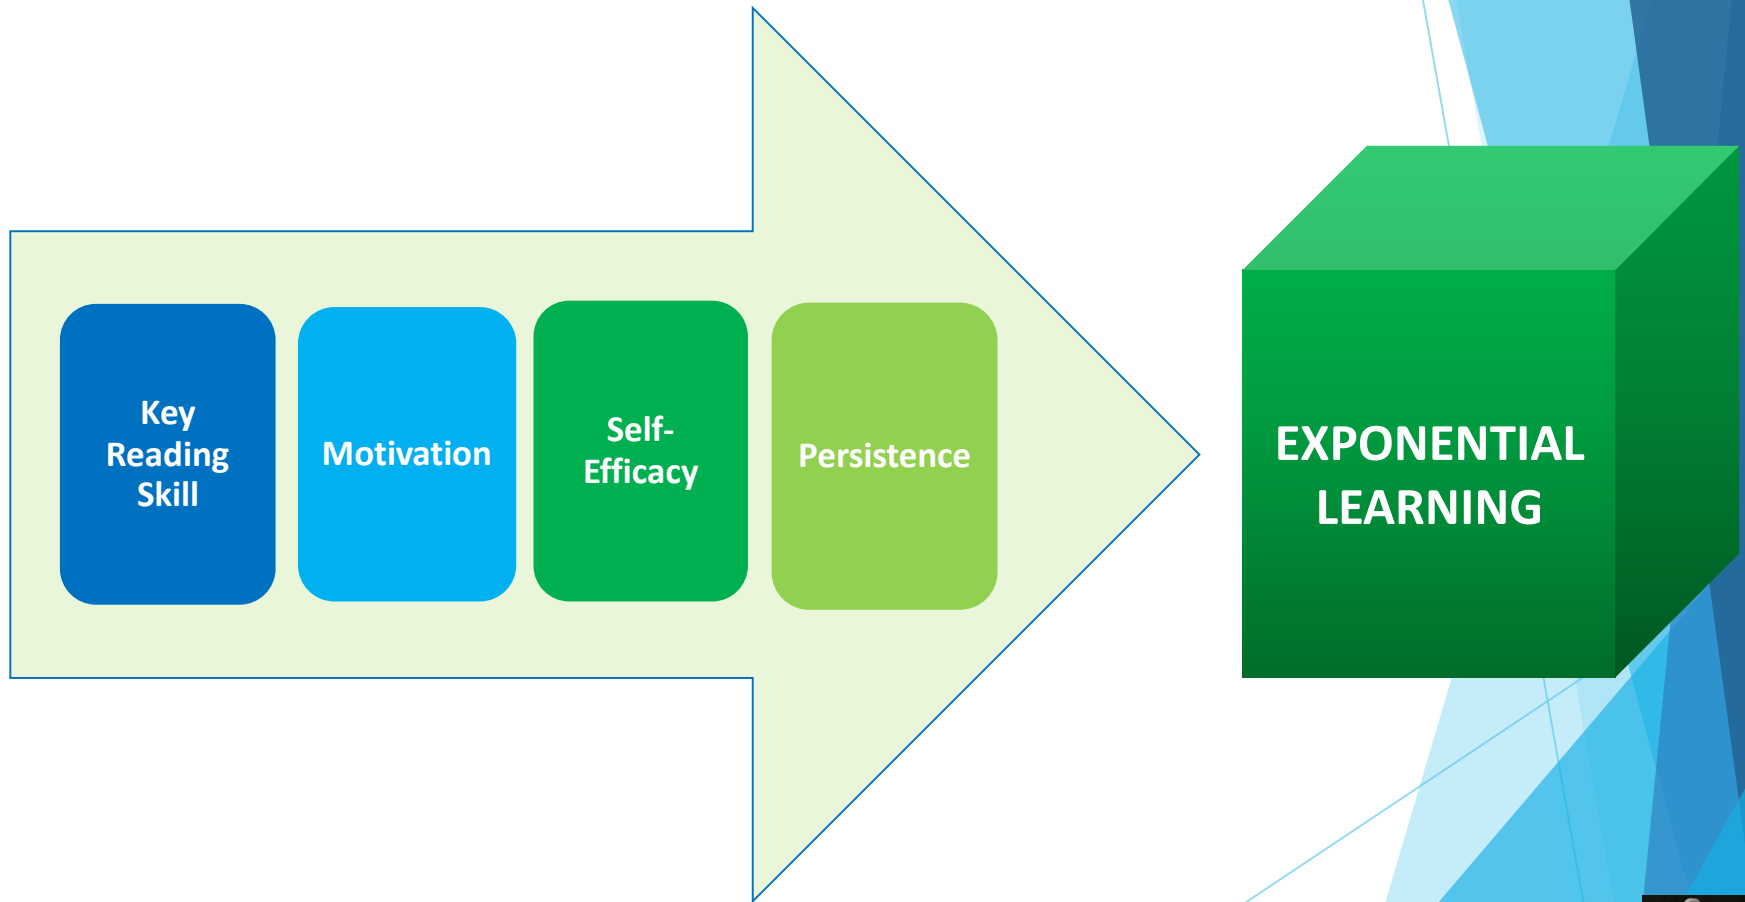 Key
Reading
Skill
Motivation
Self-
Efficacy
Persistence
EXPONENTIAL
LEARNING